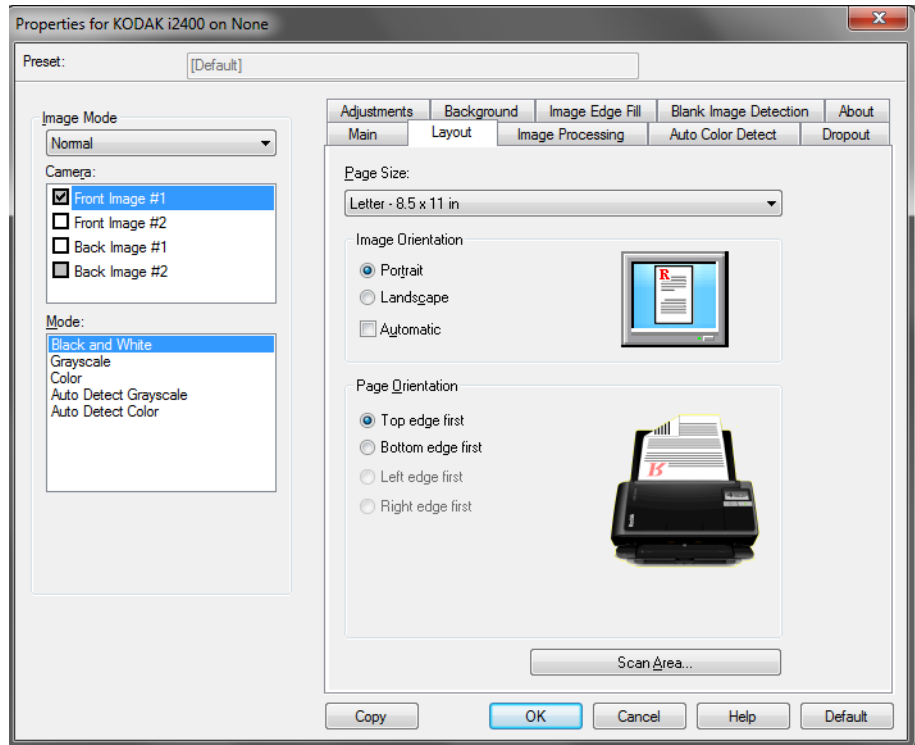 Properties for KODAK i2400 on None
Preset:
[Default]
Image Mode
Normal
Camera:
Front Image #1
Front Image #2
Back Image #1
Back Image #2
Mode:
Black and White
Grayscale
Color
Auto Detect Grayscale
Auto Detect Color
Adjustments Background Image Edge Fill Blank Image Detection About
Main Layout Image Processing Auto Color Detect Dropout
Page Size:
Letter - 8.5 x 11 in
Image Orientation
Portrait
Landscape
Automatic
R
Page Orientation
Top edge first
Bottom edge first
Left edge first
Right edge first
R
Scan Area...
Copy OK Cancel Help Default